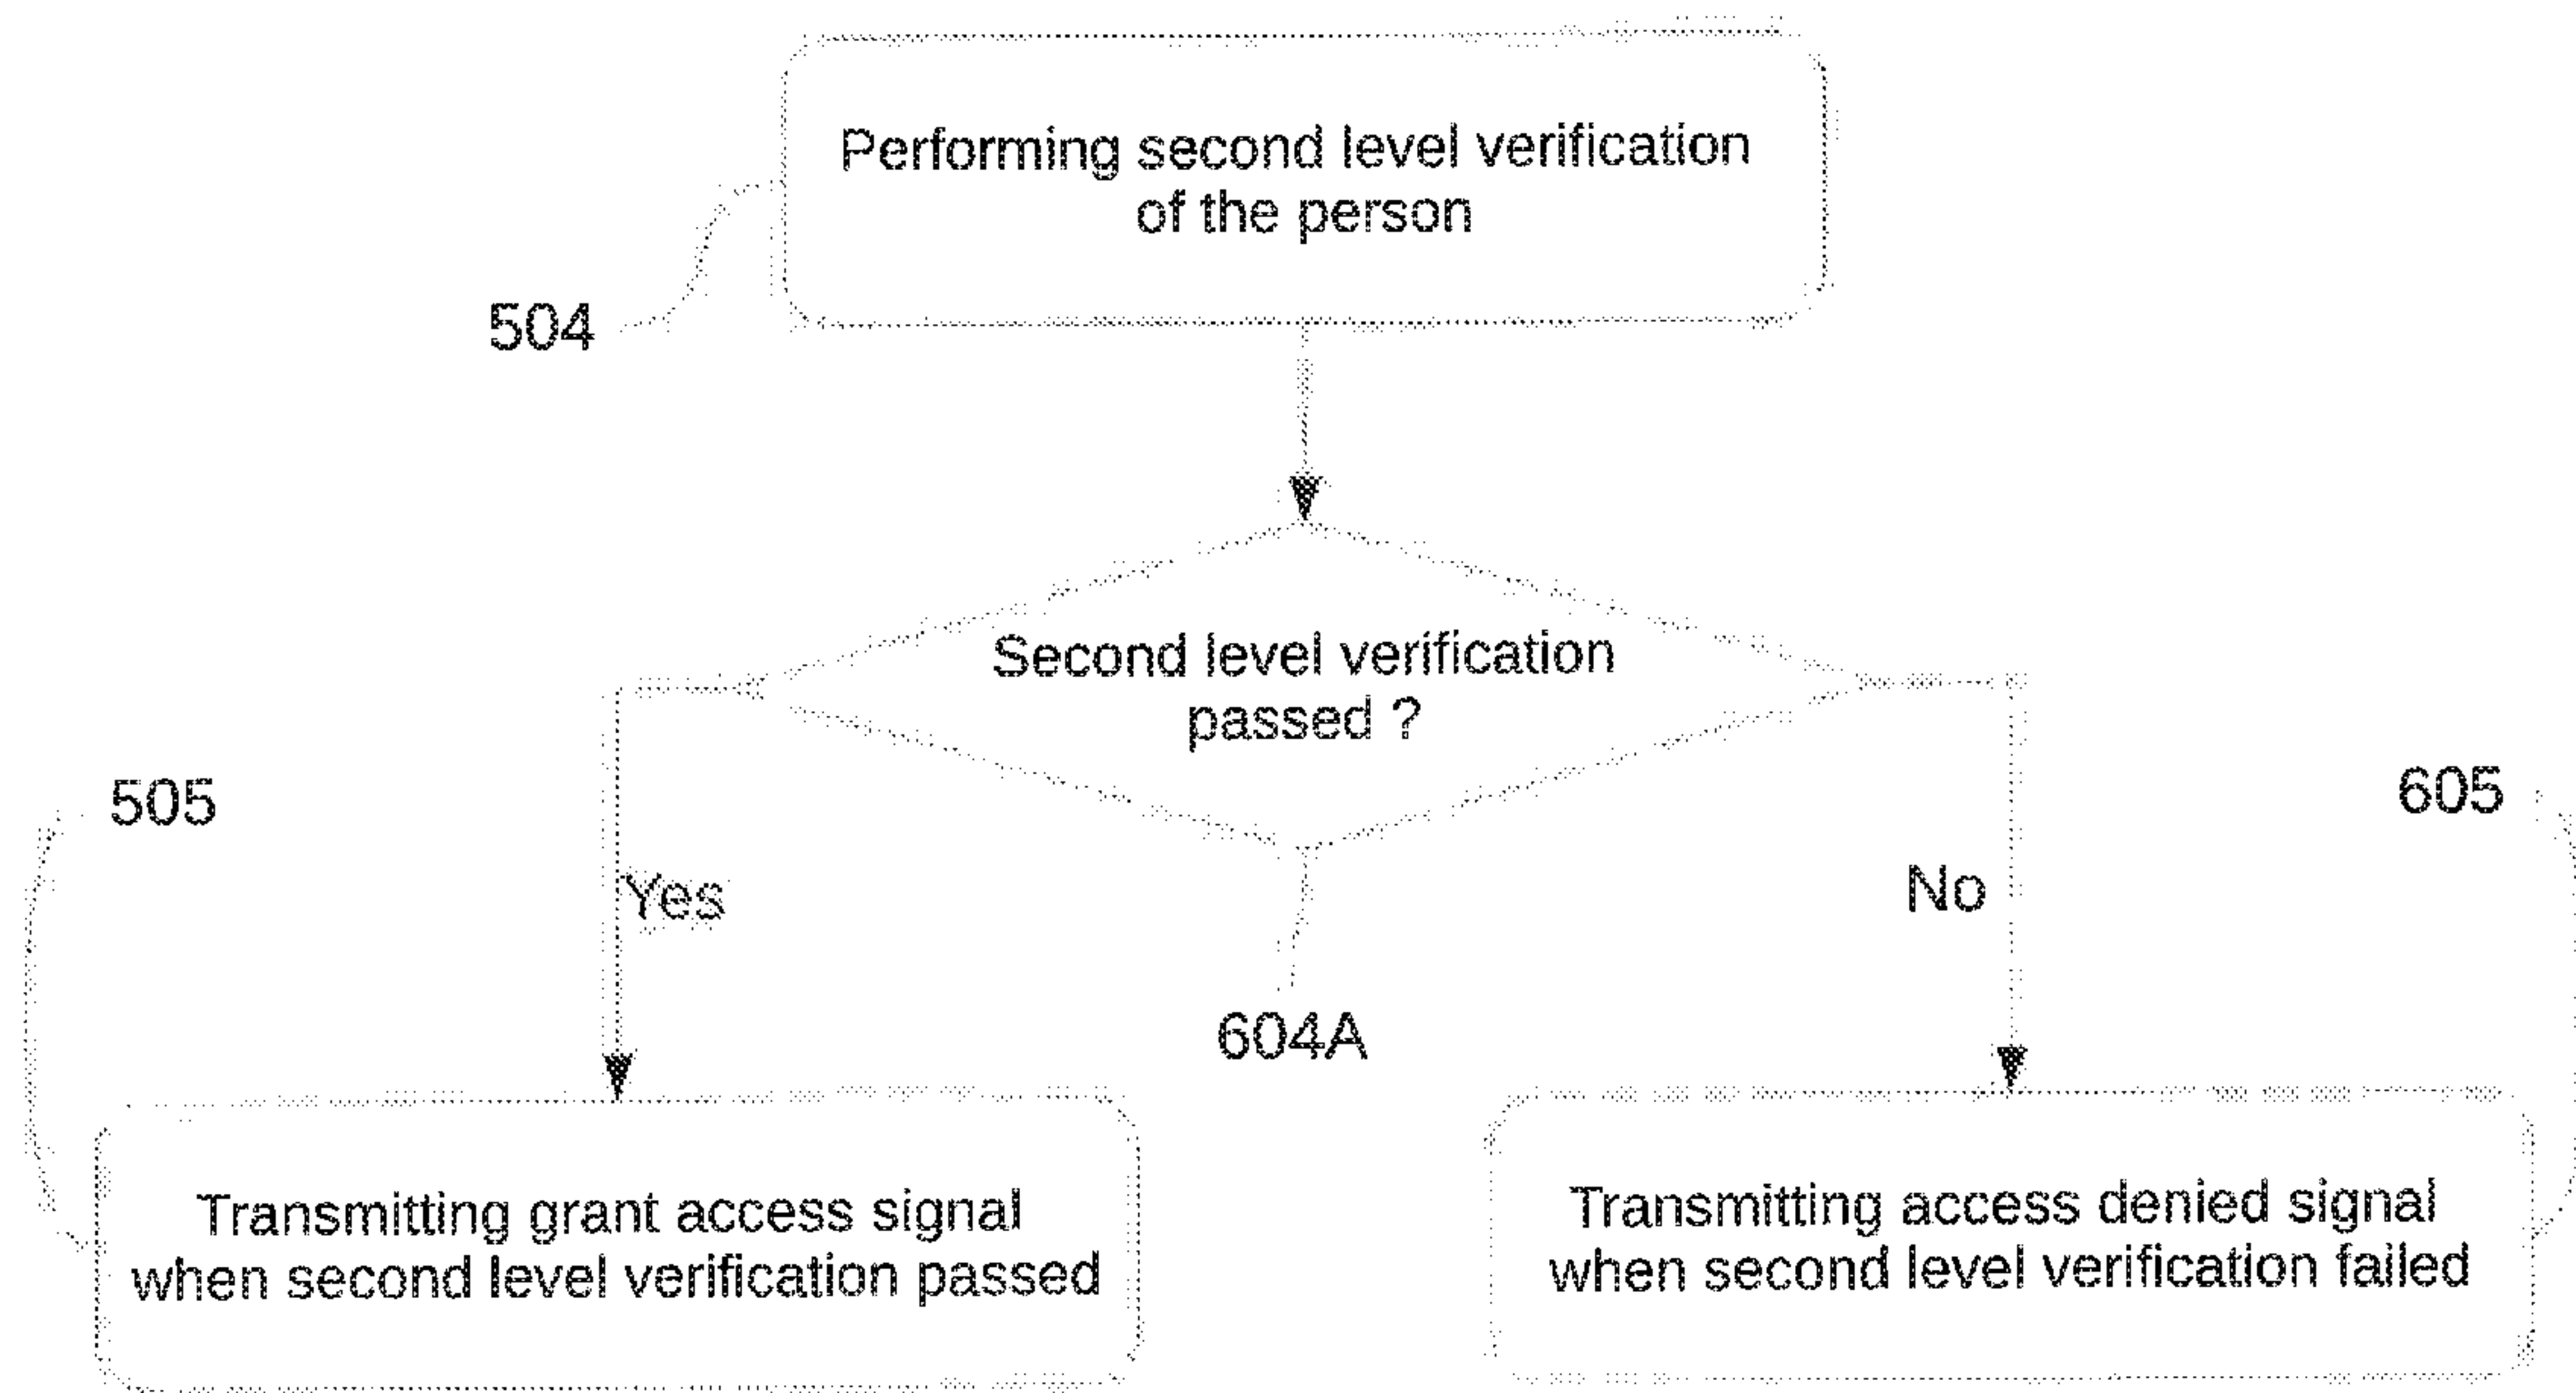 Performing second level verification
of the person
504
Second level verification
passed ?
505
605
Yes
No
604A
Transmitting grant access signal
when second level verification passed
Transmitting access denied signal
when second level verification failed